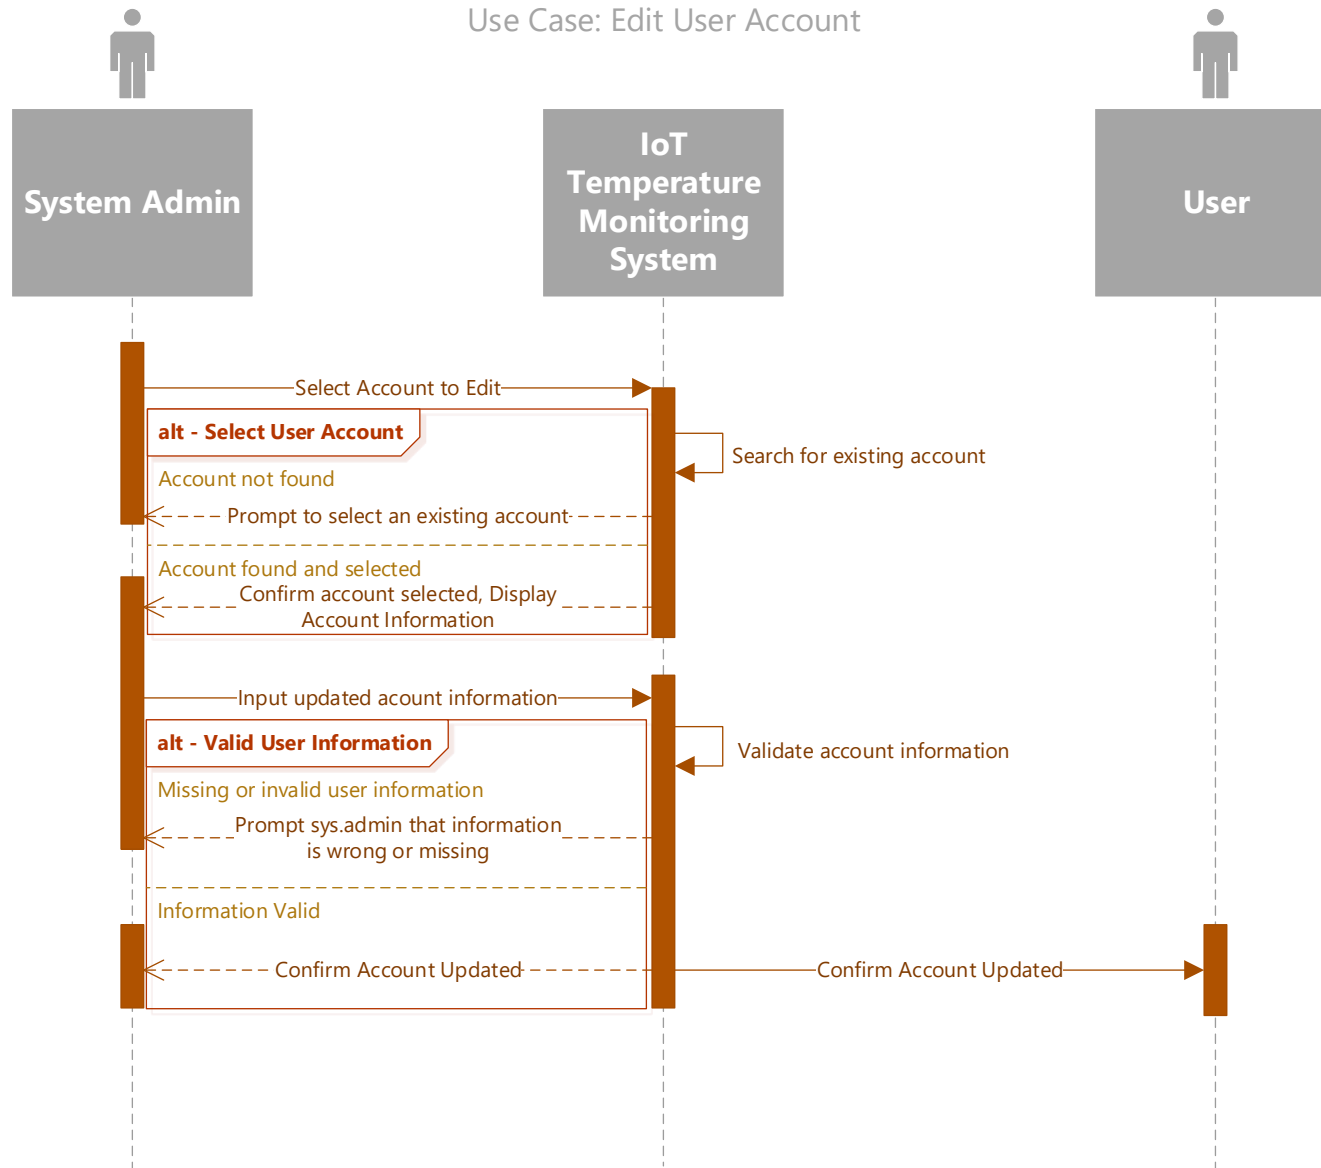 Use Case: Edit User Account
System Admin
IoT
Temperature
Monitoring
System
User
Select Account to Edit
alt - Select User Account
Search for existing account
Account not found
Prompt to select an existing account
Account found and selected
Confirm account selected, Display
Account Information
Input updated acount information
alt - Valid User Information
Validate account information
Missing or invalid user information
Prompt sys.admin that information
is wrong or missing
Information Valid
Confirm Account Updated
Confirm Account Updated